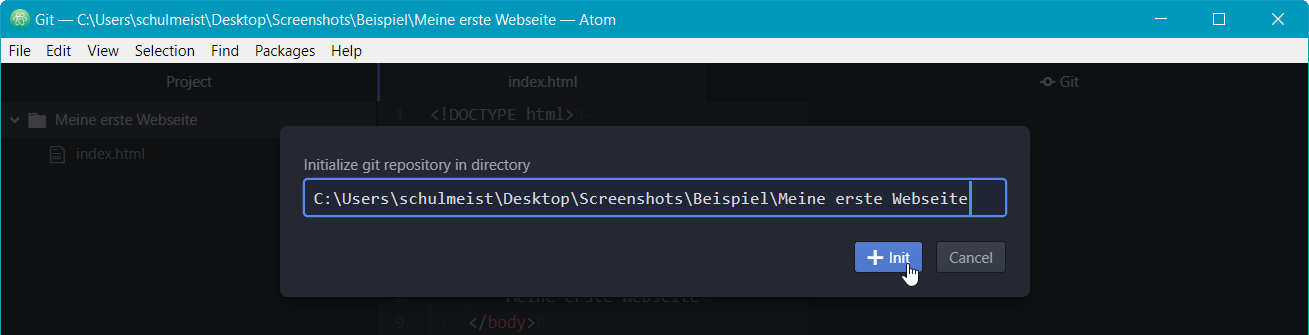 Git — C:\Users\schulmeist\Desktop\Screenshots\Beispiel\Meine erste Webseite — Atom
File Edit View Selection Find Packages Help
Project index.html Git
Meine erste Webseite
1 <!DOCTYPE html>
index.html
Initialize git repository in directory
C:\Users\schulmeist\Desktop\Screenshots\Beispiel\Meine erste Webseite
Init Cancel
8 Meine erste Webseite
9 </body>